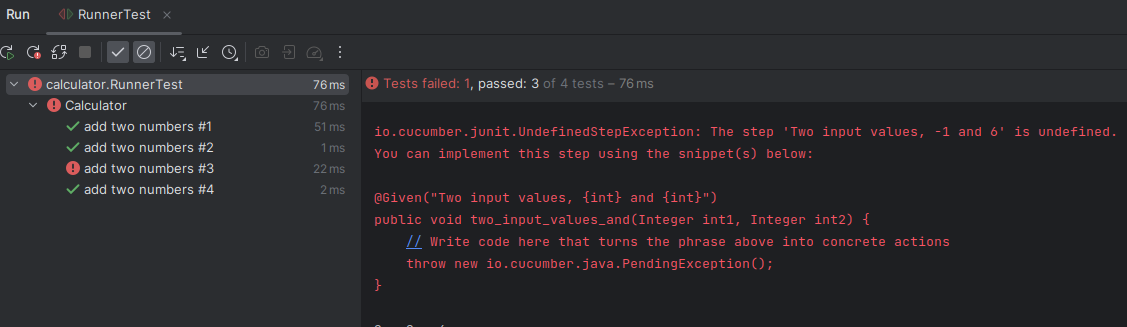 Run RunnerTest
calculator.RunnerTest 76 ms
Calculator 76 ms
add two numbers #1 51 ms
add two numbers #2 1 ms
add two numbers #3 22 ms
add two numbers #4 2 ms
Tests failed: 1, passed: 3 of 4 tests – 76 ms
io.cucumber.junit.UndefinedStepException: The step 'Two input values, -1 and 6' is undefined.
You can implement this step using the snippet(s) below:
@Given("Two input values, {int} and {int}")
public void two_input_values_and(Integer int1, Integer int2) {
// Write code here that turns the phrase above into concrete actions
throw new io.cucumber.java.PendingException();
}